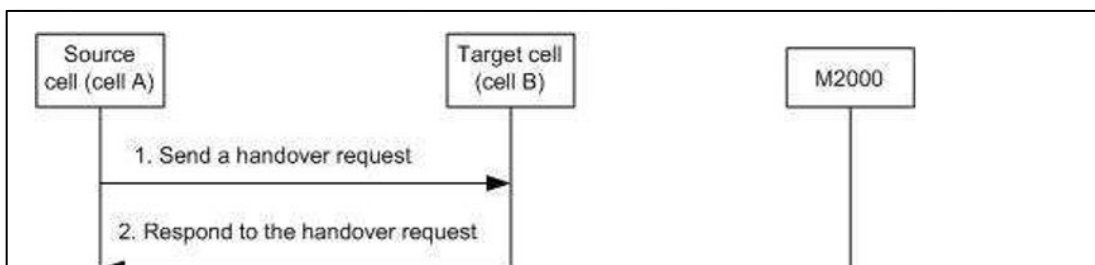 Source
cell (cell A)
Target cell
(cell B)
M2000
1. Send a handover request
2. Respond to the handover request